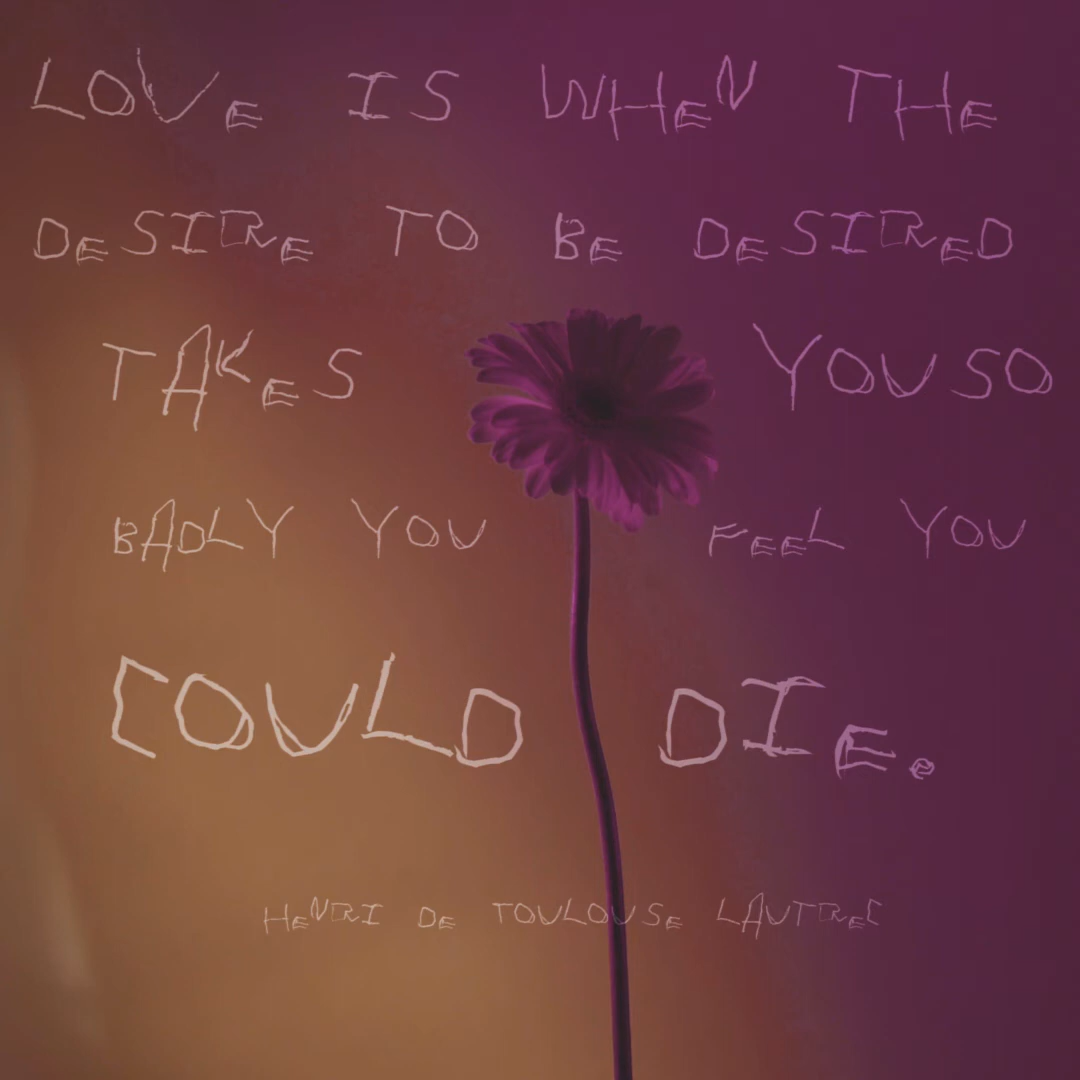 LOVE IS WHEN THE
DESIRE TO BE DESIRED
TAKES YOU SO
BADLY YOU FEEL YOU
COULD DIE.
HENRI DE TOULOUSE LAUTREC